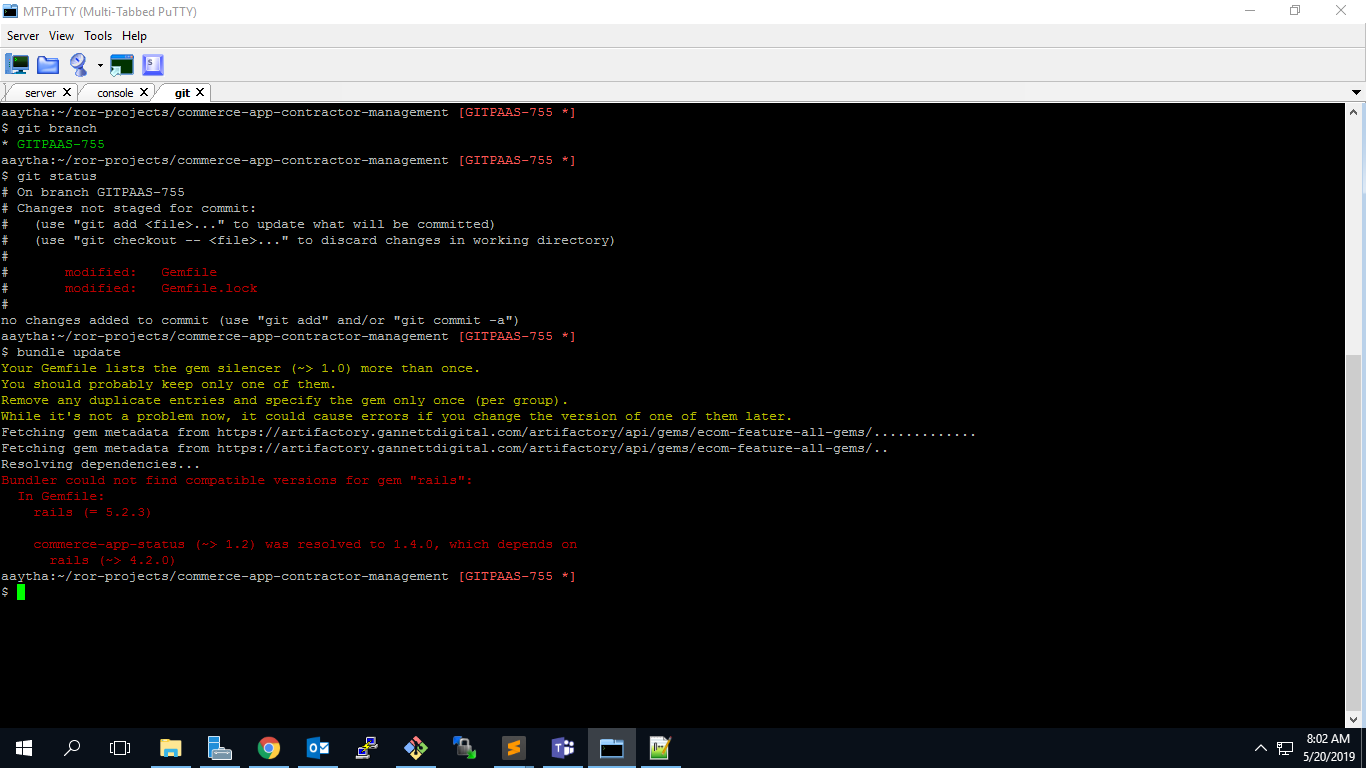 MTPuTTY (Multi-Tabbed PuTTY)
Server View Tools Help
server console git
aaytha:~/ror-projects/commerce-app-contractor-management [GITPAAS-755 *]
$ git branch
* GITPAAS-755
aaytha:~/ror-projects/commerce-app-contractor-management [GITPAAS-755 *]
$ git status
# On branch GITPAAS-755
# Changes not staged for commit:
#   (use "git add <file>..." to update what will be committed)
#   (use "git checkout -- <file>..." to discard changes in working directory)
#
#       modified:   Gemfile
#       modified:   Gemfile.lock
#
no changes added to commit (use "git add" and/or "git commit -a")
aaytha:~/ror-projects/commerce-app-contractor-management [GITPAAS-755 *]
$ bundle update
Your Gemfile lists the gem silencer (~> 1.0) more than once.
You should probably keep only one of them.
Remove any duplicate entries and specify the gem only once (per group).
While it's not a problem now, it could cause errors if you change the version of one of them later.
Fetching gem metadata from https://artifactory.gannettdigital.com/artifactory/api/gems/ecom-feature-all-gems/.............
Fetching gem metadata from https://artifactory.gannettdigital.com/artifactory/api/gems/ecom-feature-all-gems/..
Resolving dependencies...
Bundler could not find compatible versions for gem "rails":
  In Gemfile:
    rails (= 5.2.3)
    commerce-app-status (~> 1.2) was resolved to 1.4.0, which depends on
      rails (~> 4.2.0)
aaytha:~/ror-projects/commerce-app-contractor-management [GITPAAS-755 *]
$
8:02 AM
5/20/2019